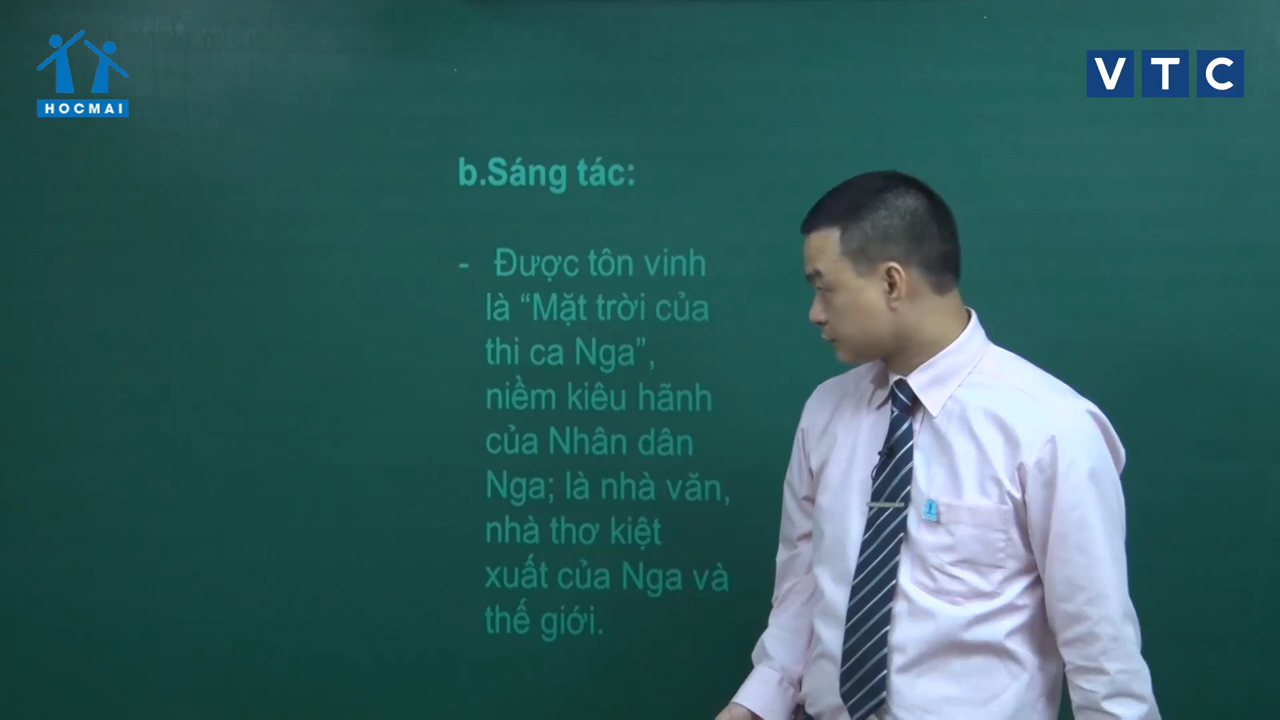 HOCMAI
VTC
b.Sáng tác:
- Được tôn vinh
là “Mặt trời của
thi ca Nga”,
niềm kiêu hãnh
của Nhân dân
Nga; là nhà văn,
nhà thơ kiệt
xuất của Nga và
thế giới.